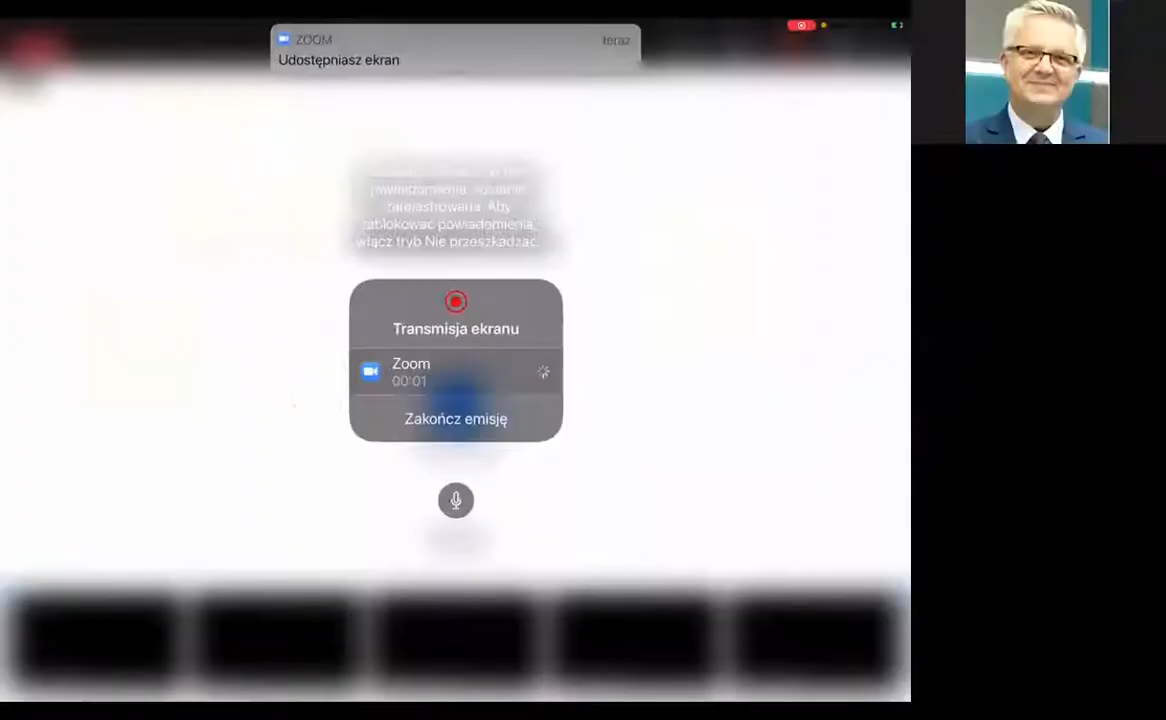 ZOOM teraz
Udostępniasz ekran
powiadomienia, zostanie
zarejestrowana. Aby
zablokować powiadomienia,
włącz tryb Nie przeszkadzać.
Transmisja ekranu
Zoom
00:01
Zakończ emisję